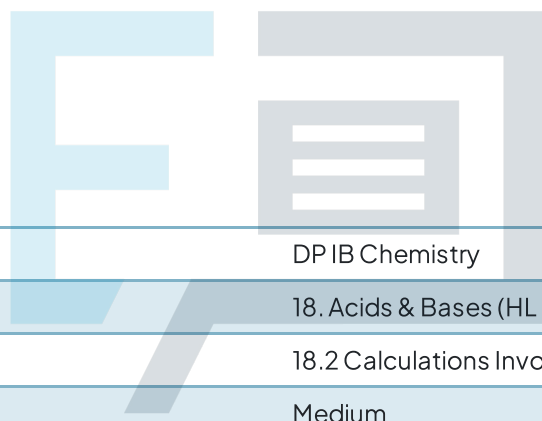 DP IB Chemistry
18. Acids & Bases (HL
18.2 Calculations Invo
Medium